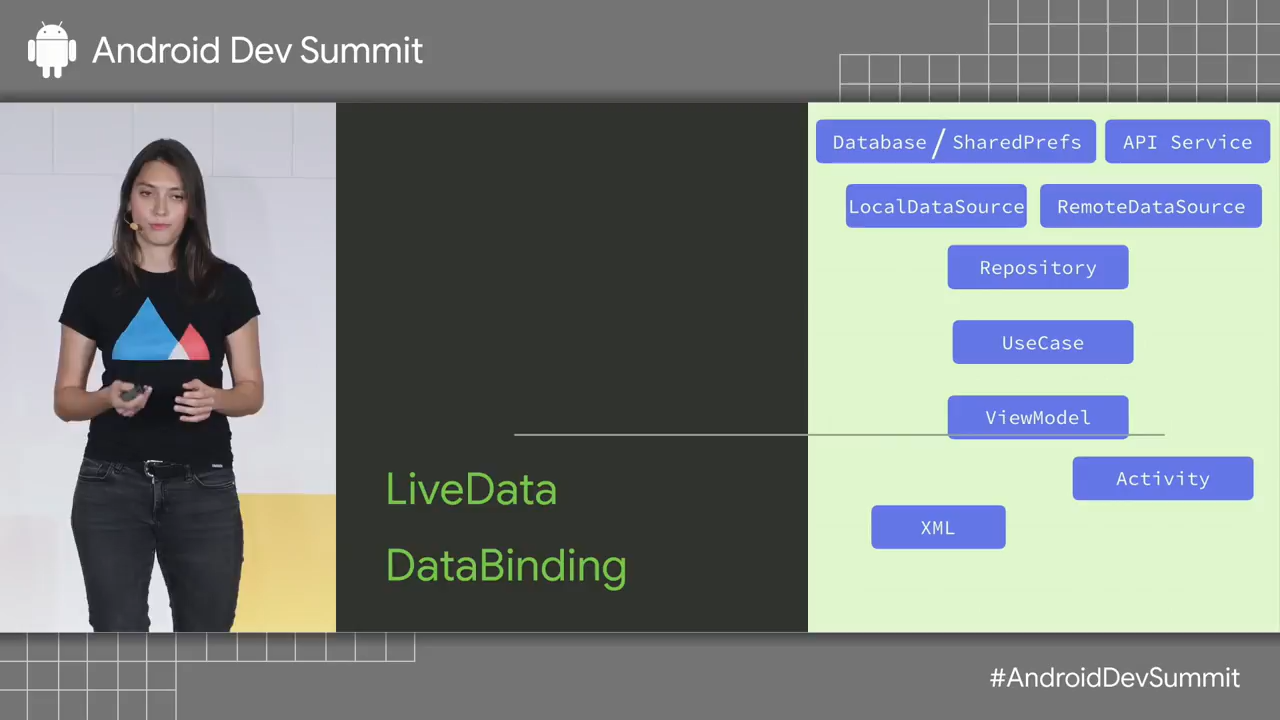 Android Dev Summit
Database / SharedPrefs
API Service
LocalDataSource
RemoteDataSource
Repository
UseCase
ViewModel
LiveData
Activity
XML
DataBinding
#AndroidDevSummit